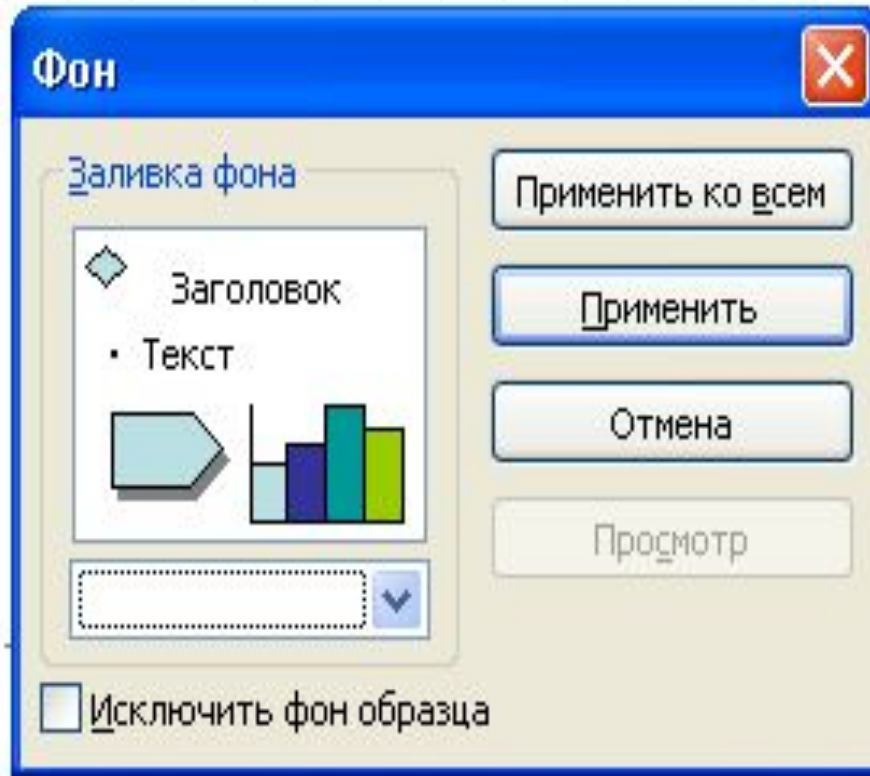 Фон
Заливка фона
Заголовок
· Текст
Применить ко всем
Применить
Отмена
Просмотр
Исключить фон образца